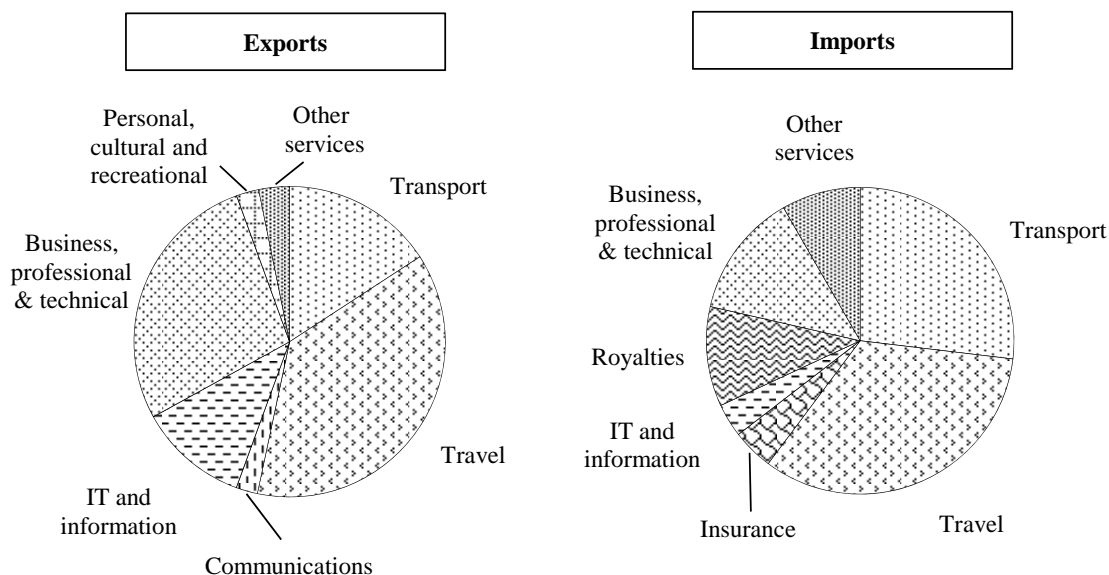 Exports
Personal,
cultural and
recreational
Other
services
Transport
Business,
professional
& technical
Travel
IT and
information
Communications
Imports
Other
services
Business,
professional
& technical
Transport
Royalties
IT and
information
Insurance
Travel